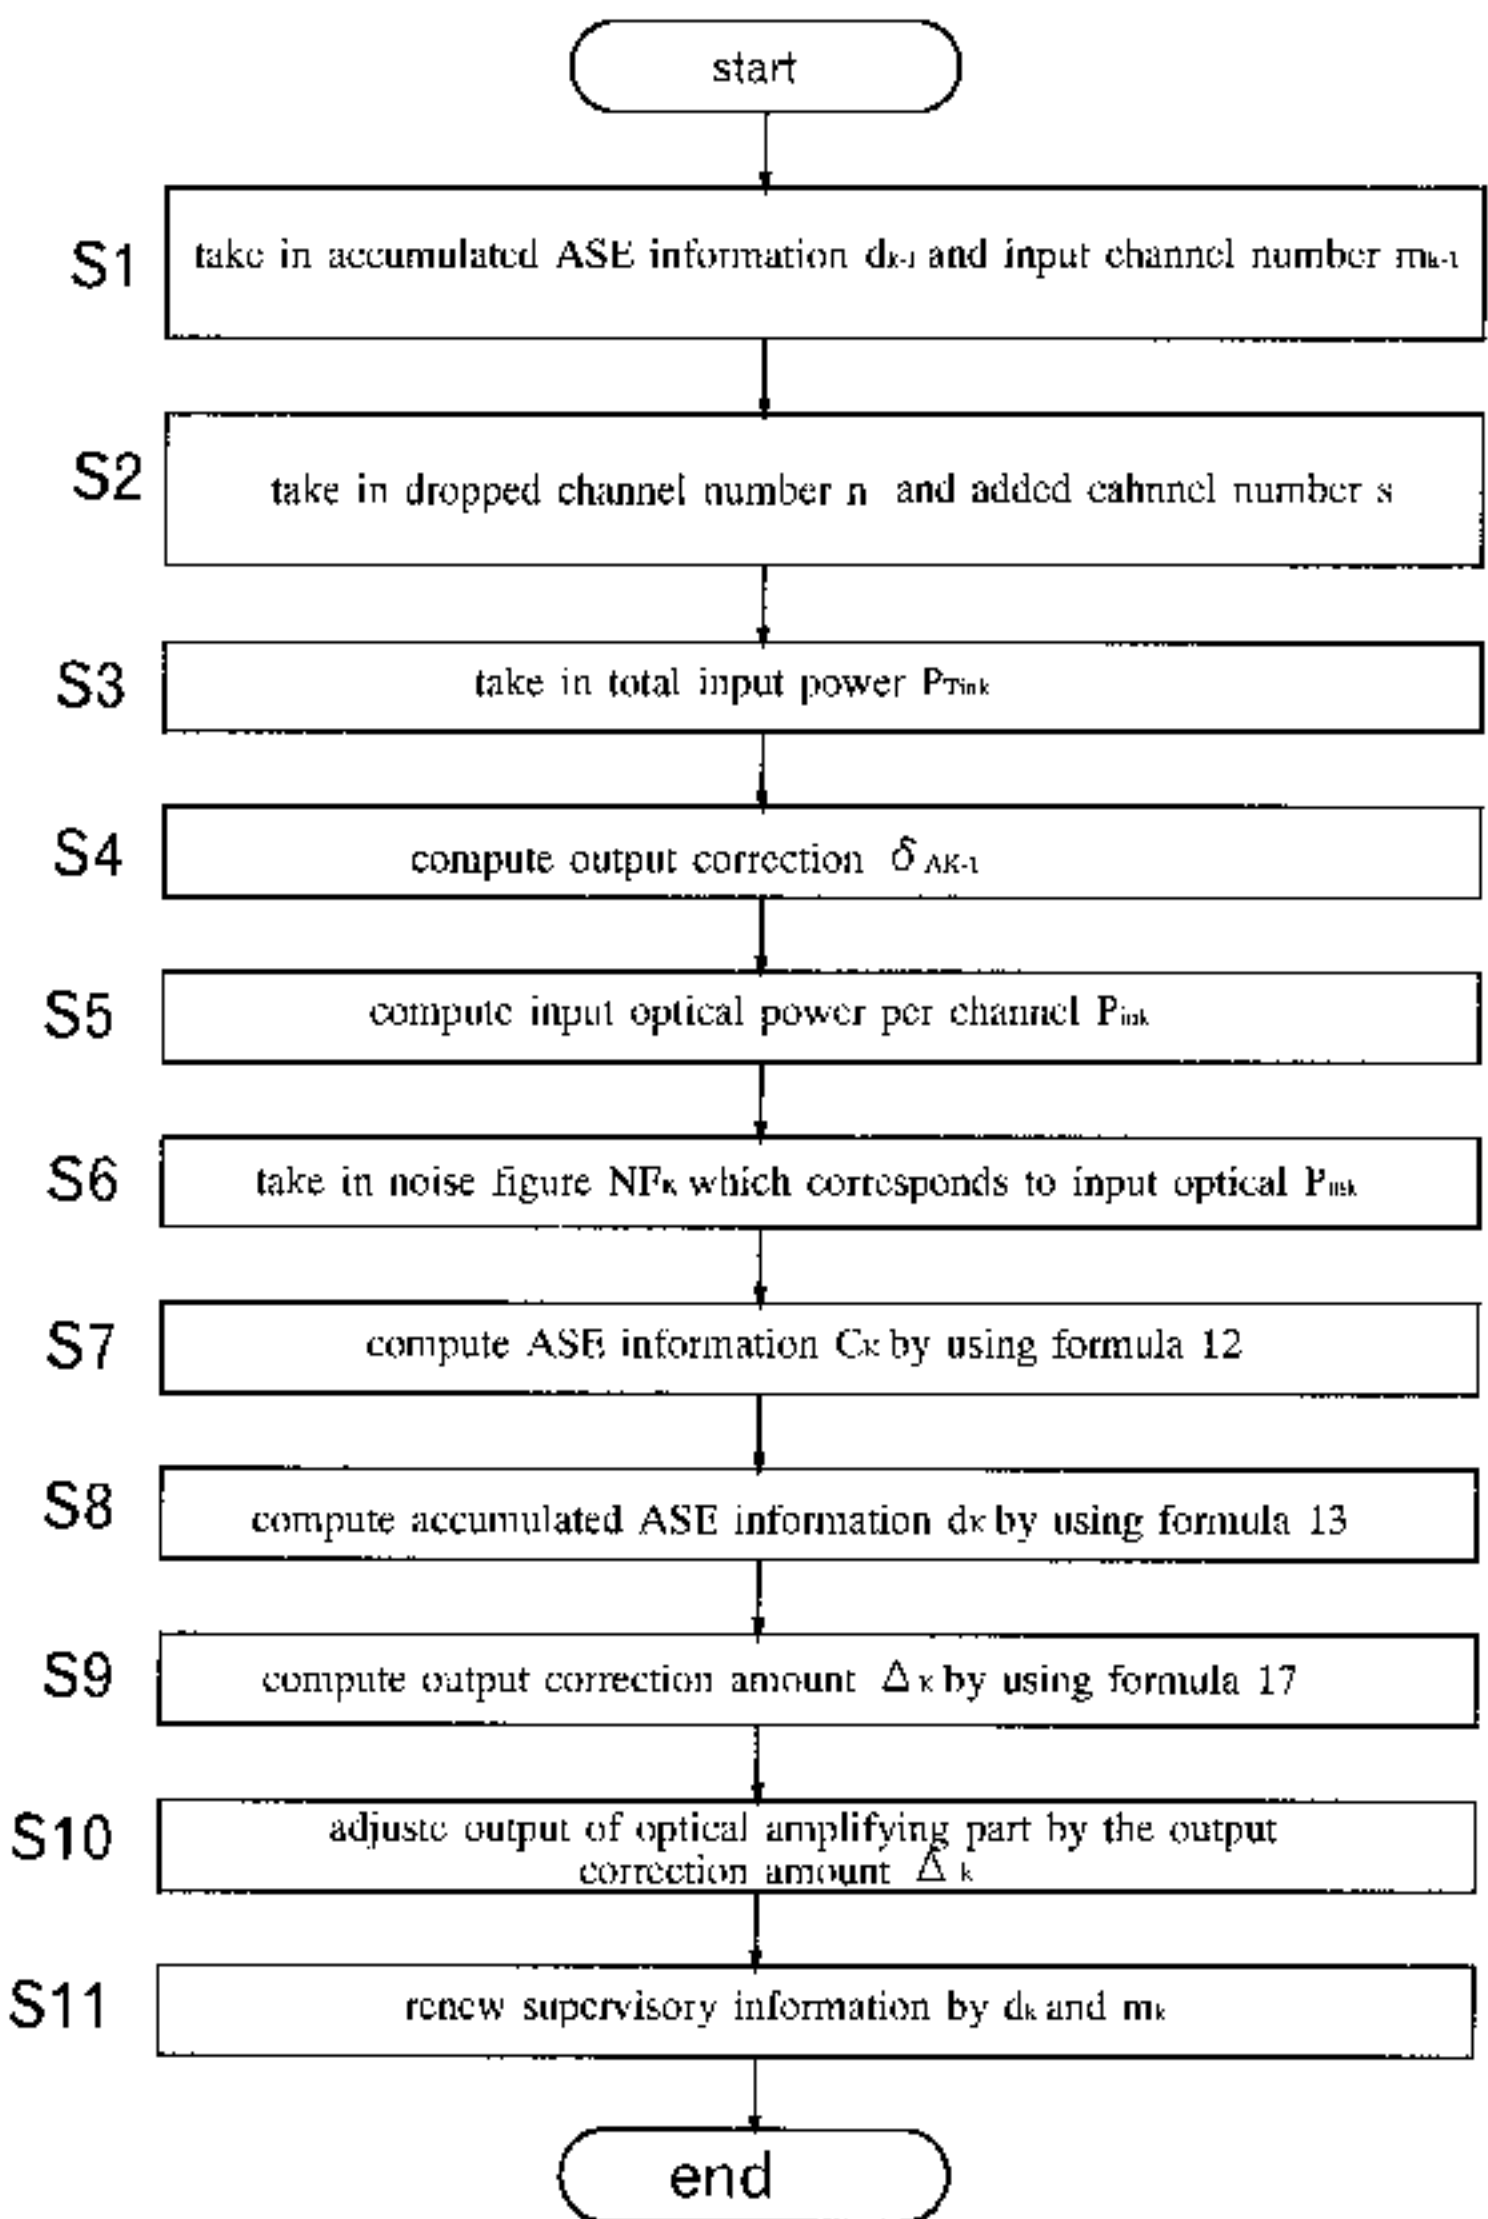 start
S1 take in accumulated ASE information dk-1 and input channel number mk-1
S2 take in dropped channel number n and added cahnnel number s
S3 take in total input power PTink
S4 compute output correction δ AK-1
S5 compute input optical power per channel Pink
S6 take in noise figure NFK which corresponds to input optical Pink
S7 compute ASE information CK by using formula 12
S8 compute accumulated ASE information dK by using formula 13
S9 compute output correction amount Δ K by using formula 17
S10 adjuste output of optical amplifying part by the output
correction amount Δ k
S11 renew supervisory information by dk and mk
end